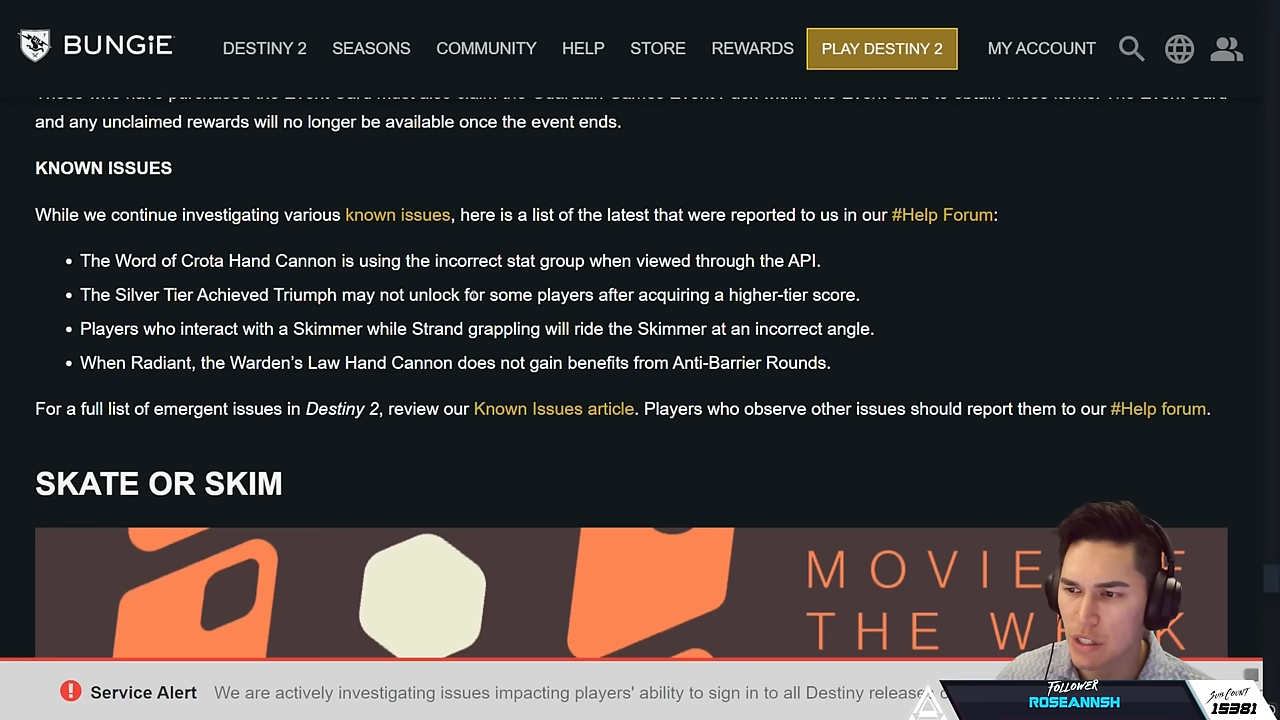 BUNGiE
DESTINY 2 SEASONS COMMUNITY HELP STORE REWARDS PLAY DESTINY 2 MY ACCOUNT
and any unclaimed rewards will no longer be available once the event ends.
KNOWN ISSUES
While we continue investigating various known issues, here is a list of the latest that were reported to us in our #Help Forum:
• The Word of Crota Hand Cannon is using the incorrect stat group when viewed through the API.
• The Silver Tier Achieved Triumph may not unlock for some players after acquiring a higher-tier score.
• Players who interact with a Skimmer while Strand grappling will ride the Skimmer at an incorrect angle.
• When Radiant, the Warden's Law Hand Cannon does not gain benefits from Anti-Barrier Rounds.
For a full list of emergent issues in Destiny 2, review our Known Issues article. Players who observe other issues should report them to our #Help forum.
SKATE OR SKIM
MOVIE
THE
Service Alert We are actively investigating issues impacting players' ability to sign in to all Destiny
FOLLOWER
ROSEANNSH
SUB COUNT
15381